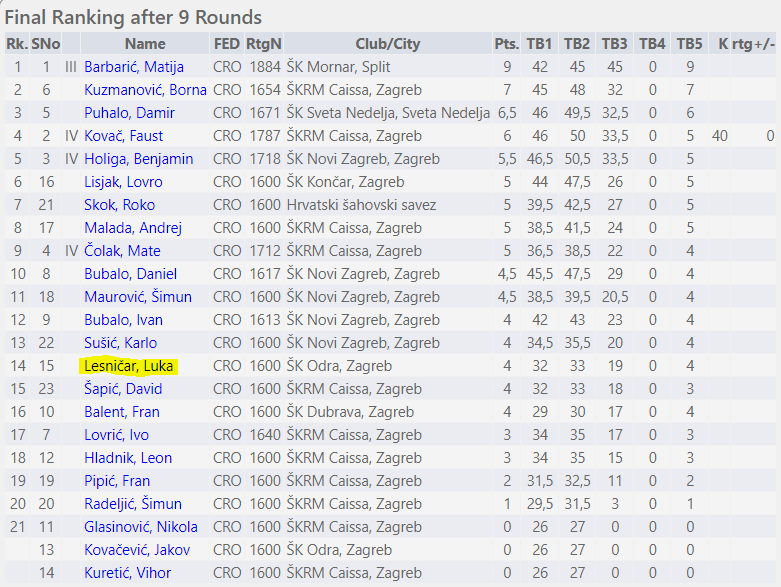 Final Ranking after 9 Rounds
Rk. SNo Name FED RtgN Club/City Pts. TB1 TB2 TB3 TB4 TB5 K rtg+/-
1 1 III Barbarić, Matija CRO 1884 ŠK Mornar, Split 9 42 45 45 0 9
2 6 Kuzmanović, Borna CRO 1654 ŠKRM Caissa, Zagreb 7 45 48 32 0 7
3 5 Puhalo, Damir CRO 1671 ŠK Sveta Nedelja, Sveta Nedelja 6,5 46 49,5 32,5 0 6
4 2 IV Kovač, Faust CRO 1787 ŠKRM Caissa, Zagreb 6 46 50 33,5 0 5 40 0
5 3 IV Holiga, Benjamin CRO 1718 ŠK Novi Zagreb, Zagreb 5,5 46,5 50,5 33,5 0 5
6 16 Lisjak, Lovro CRO 1600 ŠK Končar, Zagreb 5 44 47,5 26 0 5
7 21 Skok, Roko CRO 1600 Hrvatski šahovski savez 5 39,5 42,5 27 0 5
8 17 Malada, Andrej CRO 1600 ŠKRM Caissa, Zagreb 5 38,5 41,5 24 0 5
9 4 IV Čolak, Mate CRO 1712 ŠKRM Caissa, Zagreb 5 36,5 38,5 22 0 4
10 8 Bubalo, Daniel CRO 1617 ŠK Novi Zagreb, Zagreb 4,5 45,5 47,5 29 0 4
11 18 Maurović, Šimun CRO 1600 ŠK Novi Zagreb, Zagreb 4,5 38,5 39,5 20,5 0 4
12 9 Bubalo, Ivan CRO 1613 ŠK Novi Zagreb, Zagreb 4 42 43 23 0 4
13 22 Sušić, Karlo CRO 1600 ŠKRM Caissa, Zagreb 4 34,5 35,5 20 0 4
14 15 Lesničar, Luka CRO 1600 ŠK Odra, Zagreb 4 32 33 19 0 4
15 23 Šapić, David CRO 1600 ŠKRM Caissa, Zagreb 4 32 33 18 0 3
16 10 Balent, Fran CRO 1600 ŠK Dubrava, Zagreb 4 29 30 17 0 4
17 7 Lovrić, Ivo CRO 1640 ŠKRM Caissa, Zagreb 3 34 35 17 0 3
18 12 Hladnik, Leon CRO 1600 ŠKRM Caissa, Zagreb 3 34 35 15 0 3
19 19 Pipić, Fran CRO 1600 ŠKRM Caissa, Zagreb 2 31,5 32,5 11 0 2
20 20 Radeljić, Šimun CRO 1600 ŠKRM Caissa, Zagreb 1 29,5 31,5 3 0 1
21 11 Glasinović, Nikola CRO 1600 ŠKRM Caissa, Zagreb 0 26 27 0 0 0
13 Kovačević, Jakov CRO 1600 ŠK Odra, Zagreb 0 26 27 0 0 0
14 Kuretić, Vihor CRO 1600 ŠKRM Caissa, Zagreb 0 26 27 0 0 0